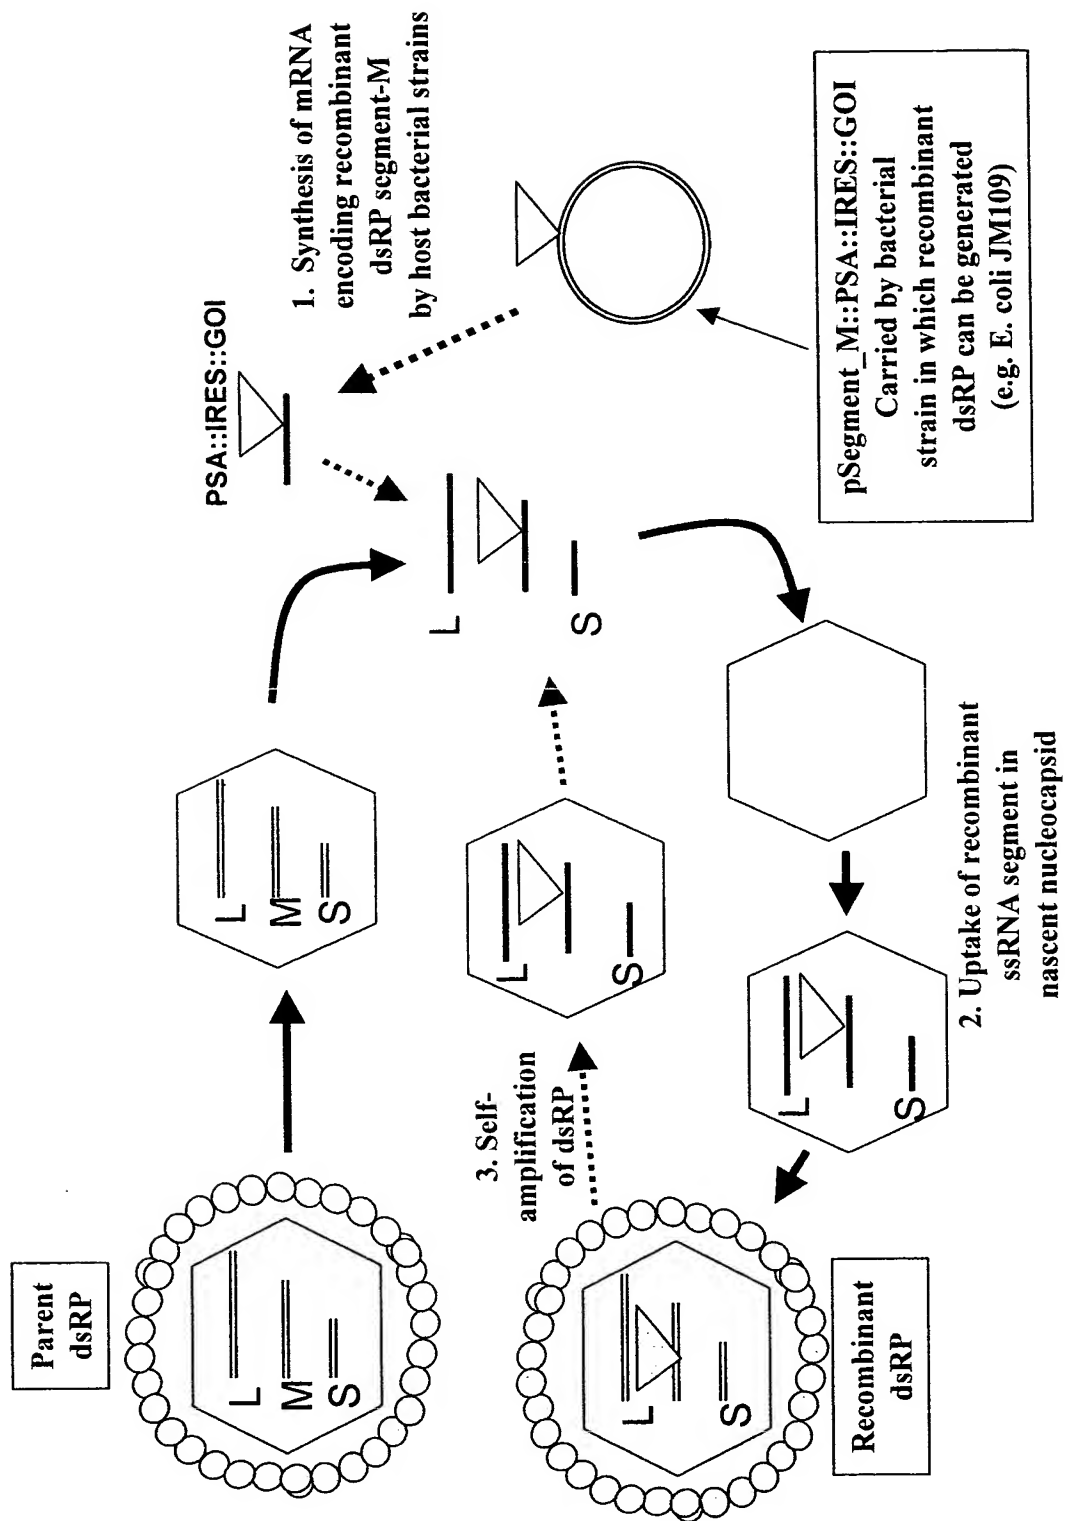 Parent
dsRP
L
M
S
L
M
S
PSA::IRES::GOI
1. Synthesis of mRNA
encoding recombinant
dsRP segment-M
by host bacterial strains
L
S
3. Self-
amplification
of dsRP
L
S
L
S
Recombinant
dsRP
L
S
2. Uptake of recombinant
ssRNA segment in
nascent nucleocapsid
pSegment_M::PSA::IRES::GOI
Carried by bacterial
strain in which recombinant
dsRP can be generated
(e.g. E. coli JM109)